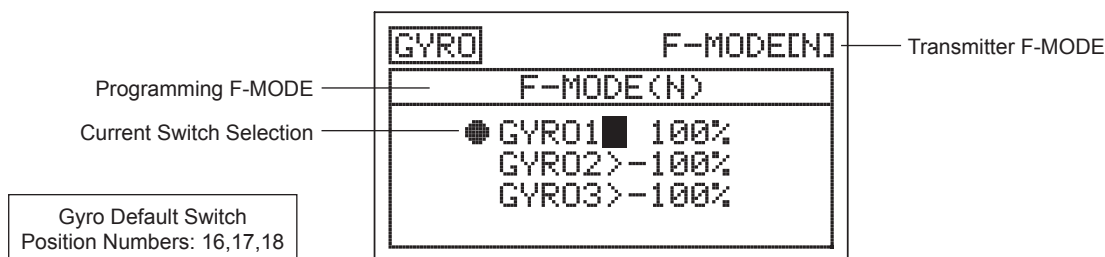 GYRO F-MODE[N]
Transmitter F-MODE
Programming F-MODE
F-MODE(N)
Current Switch Selection
GYRO1 100%
GYRO2>-100%
GYRO3>-100%
Gyro Default Switch
Position Numbers: 16,17,18